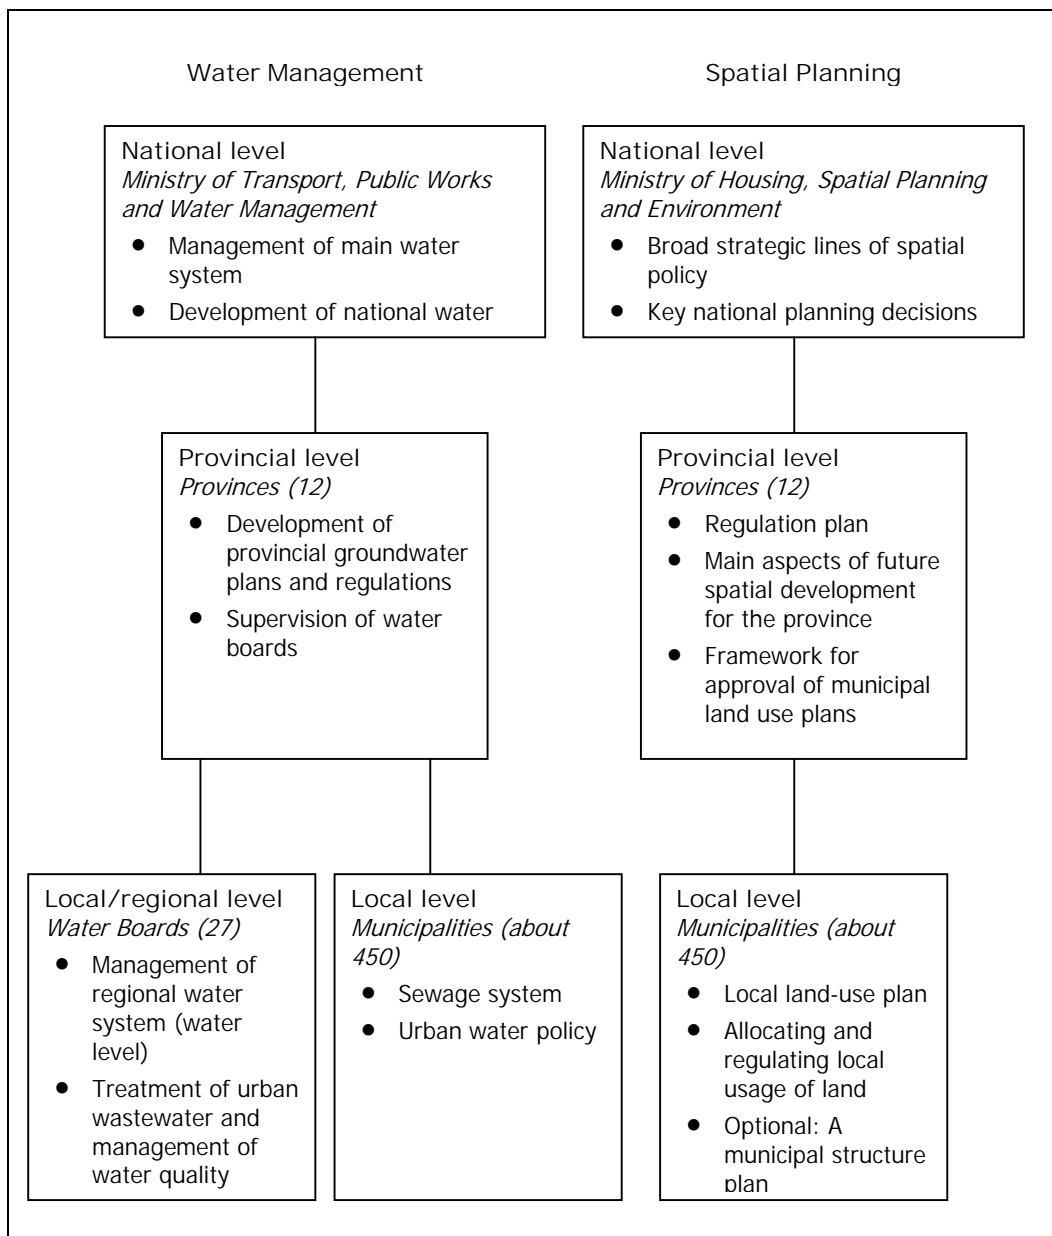 Water Management
Spatial Planning
National level
Ministry of Transport, Public Works
and Water Management
● Management of main water
system
● Development of national water
National level
Ministry of Housing, Spatial Planning
and Environment
● Broad strategic lines of spatial
policy
● Key national planning decisions
Provincial level
Provinces (12)
● Development of
provincial groundwater
plans and regulations
● Supervision of water
boards
Provincial level
Provinces (12)
● Regulation plan
● Main aspects of future
spatial development
for the province
● Framework for
approval of municipal
land use plans
Local/regional level
Water Boards (27)
● Management of
regional water
system (water
level)
● Treatment of urban
wastewater and
management of
water quality
Local level
Municipalities (about
450)
● Sewage system
● Urban water policy
Local level
Municipalities (about
450)
● Local land-use plan
● Allocating and
regulating local
usage of land
● Optional: A
municipal structure
plan